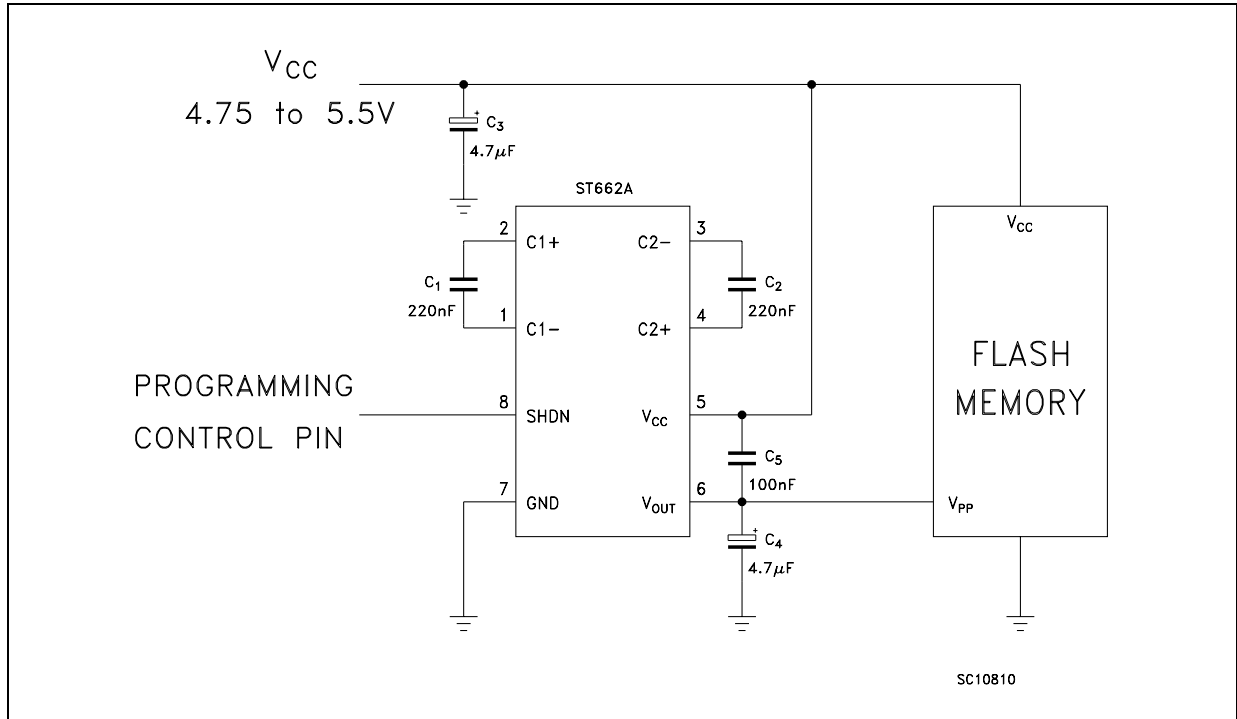 V_CC
4.75 to 5.5V
+
C_3
4.7μF
ST662A
2
C1+
C2-
3
V_CC
C_1
220nF
C_2
220nF
1
C1-
C2+
4
FLASH
MEMORY
PROGRAMMING
CONTROL PIN
8
SHDN
V_CC
5
C_5
100nF
7
GND
V_OUT
6
V_PP
+
C_4
4.7μF
SC10810